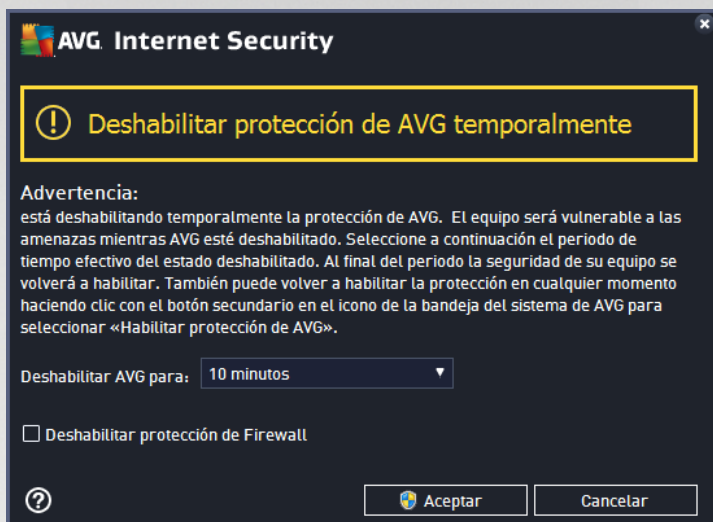 AVG. Internet Security
Deshabilitar protección de AVG temporalmente
Advertencia:
está deshabilitando temporalmente la protección de AVG. El equipo será vulnerable a las
amenazas mientras AVG esté deshabilitado. Seleccione a continuación el periodo de
tiempo efectivo del estado deshabilitado. Al final del periodo la seguridad de su equipo se
volverá a habilitar. También puede volver a habilitar la protección en cualquier momento
haciendo clic con el botón secundario en el icono de la bandeja del sistema de AVG para
seleccionar «Habilitar protección de AVG».
Deshabilitar AVG para: 10 minutos
Deshabilitar protección de Firewall
Aceptar Cancelar